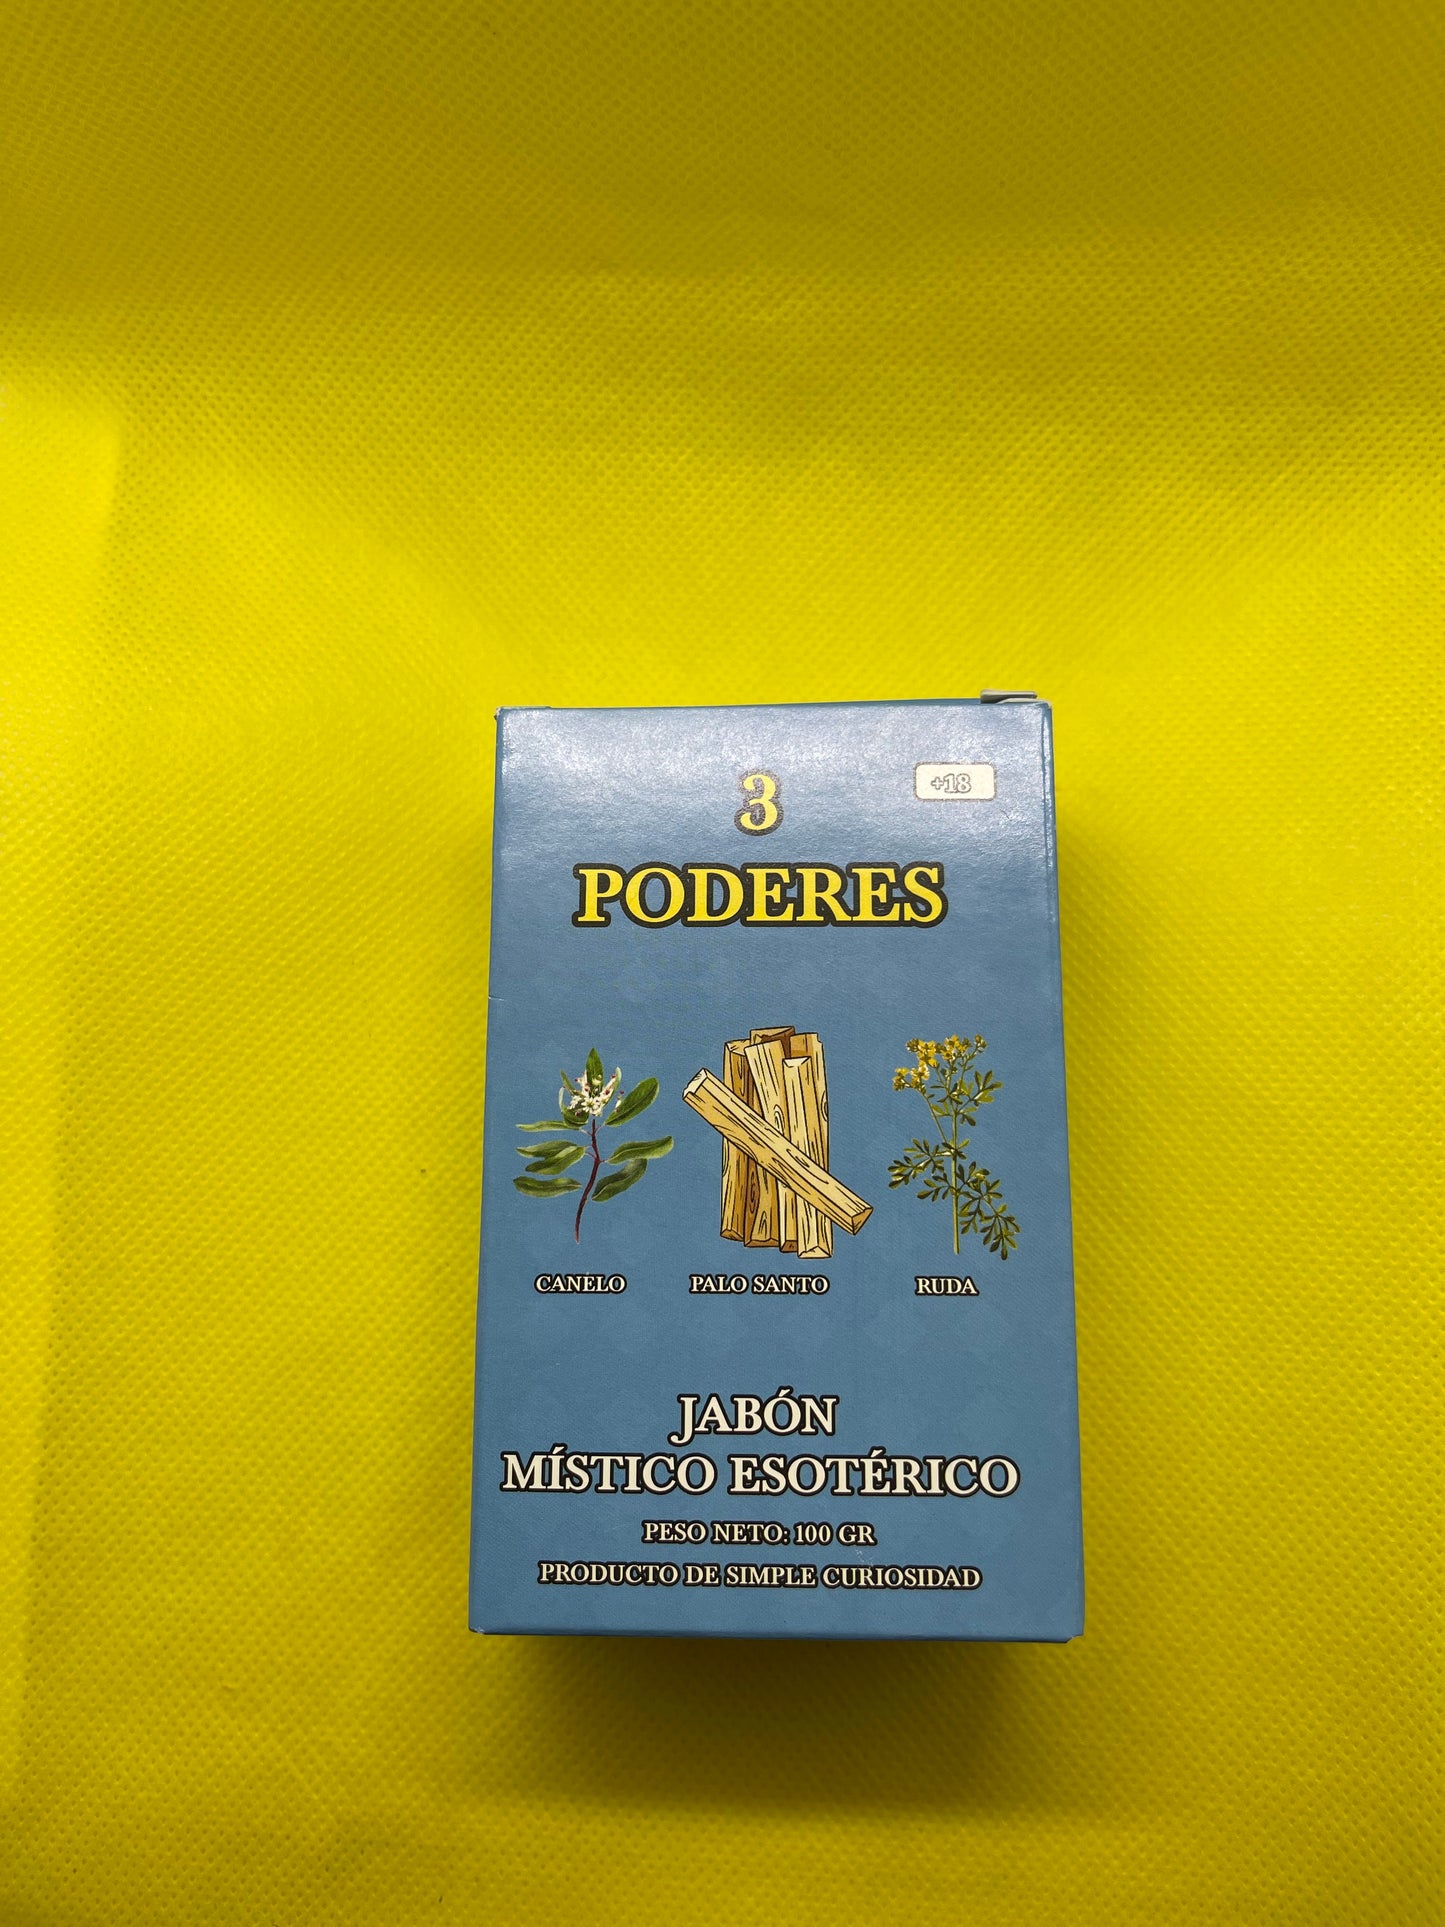 +18
3
PODERES
CANELO PALO SANTO RUDA
JABÓN
MÍSTICO ESOTÉRICO
PESO NETO: 100 GR
PRODUCTO DE SIMPLE CURIOSIDAD